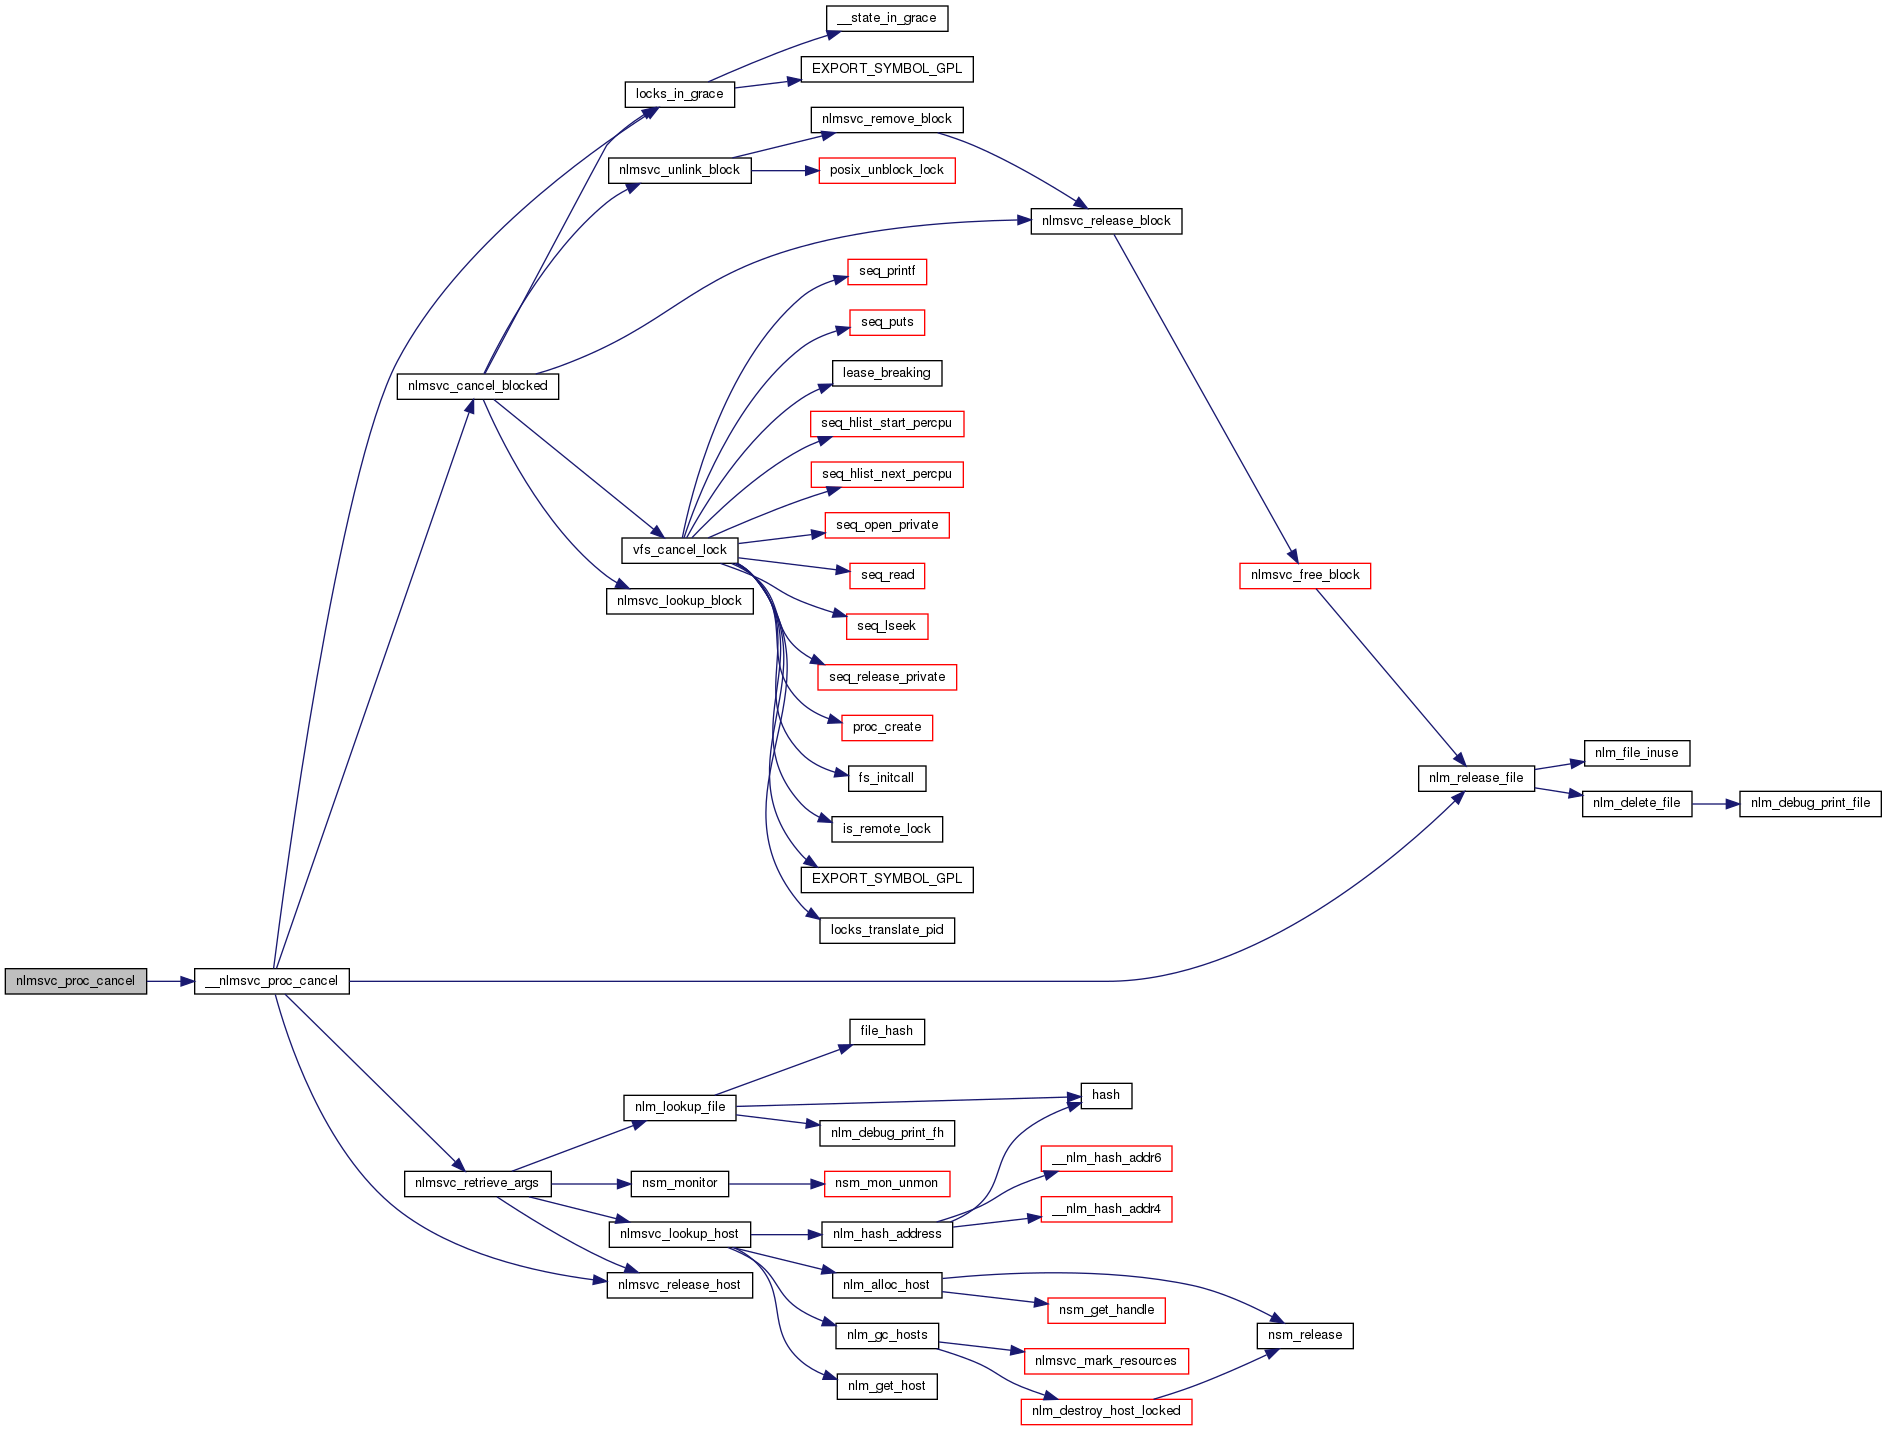 __state_in_grace
EXPORT_SYMBOL_GPL
locks_in_grace
nlmsvc_remove_block
nlmsvc_unlink_block
posix_unblock_lock
nlmsvc_release_block
seq_printf
seq_puts
lease_breaking
nlmsvc_cancel_blocked
seq_hlist_start_percpu
seq_hlist_next_percpu
seq_open_private
vfs_cancel_lock
seq_read
nlmsvc_free_block
nlmsvc_lookup_block
seq_lseek
seq_release_private
proc_create
nlm_file_inuse
fs_initcall
nlm_release_file
nlm_delete_file
nlm_debug_print_file
is_remote_lock
EXPORT_SYMBOL_GPL
locks_translate_pid
nlmsvc_proc_cancel
__nlmsvc_proc_cancel
file_hash
hash
nlm_lookup_file
nlm_debug_print_fh
__nlm_hash_addr6
nlmsvc_retrieve_args
nsm_monitor
nsm_mon_unmon
__nlm_hash_addr4
nlmsvc_lookup_host
nlm_hash_address
nlmsvc_release_host
nlm_alloc_host
nsm_get_handle
nlm_gc_hosts
nsm_release
nlmsvc_mark_resources
nlm_get_host
nlm_destroy_host_locked